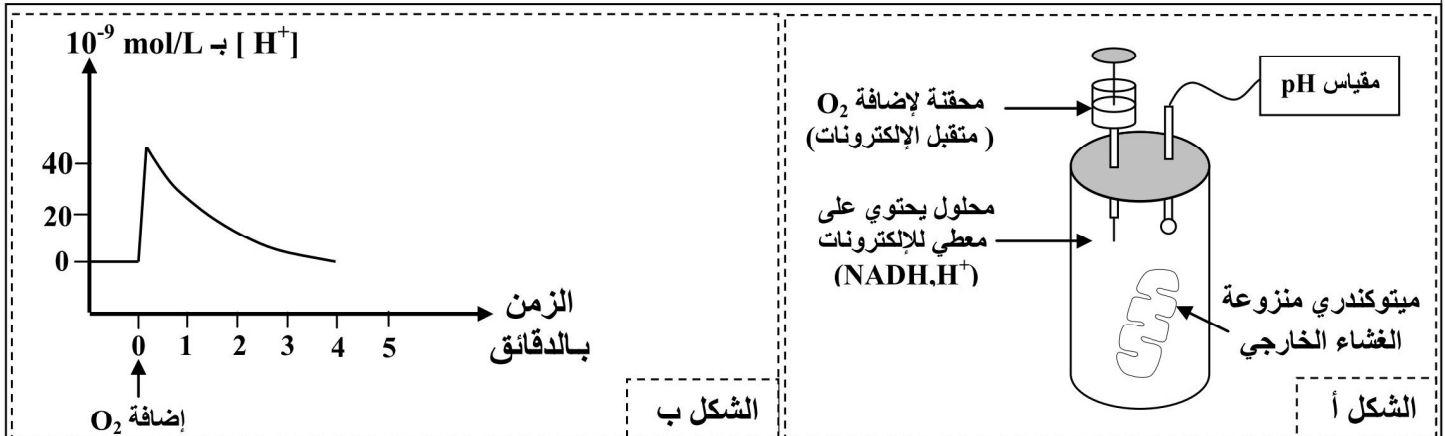 مقياس pH
محقنة لإضافة O₂
( متقبل الإلكترونات)
محلول يحتوي على
معطي للإلكترونات
(NADH,H⁺)
ميتوكندري منزوعة
الغشاء الخارجي
الشكل أ
[ H⁺] بـ 10⁻⁹ mol/L
40
20
0
0 1 2 3 4 5
الزمن
بالدقائق
إضافة O₂
الشكل ب